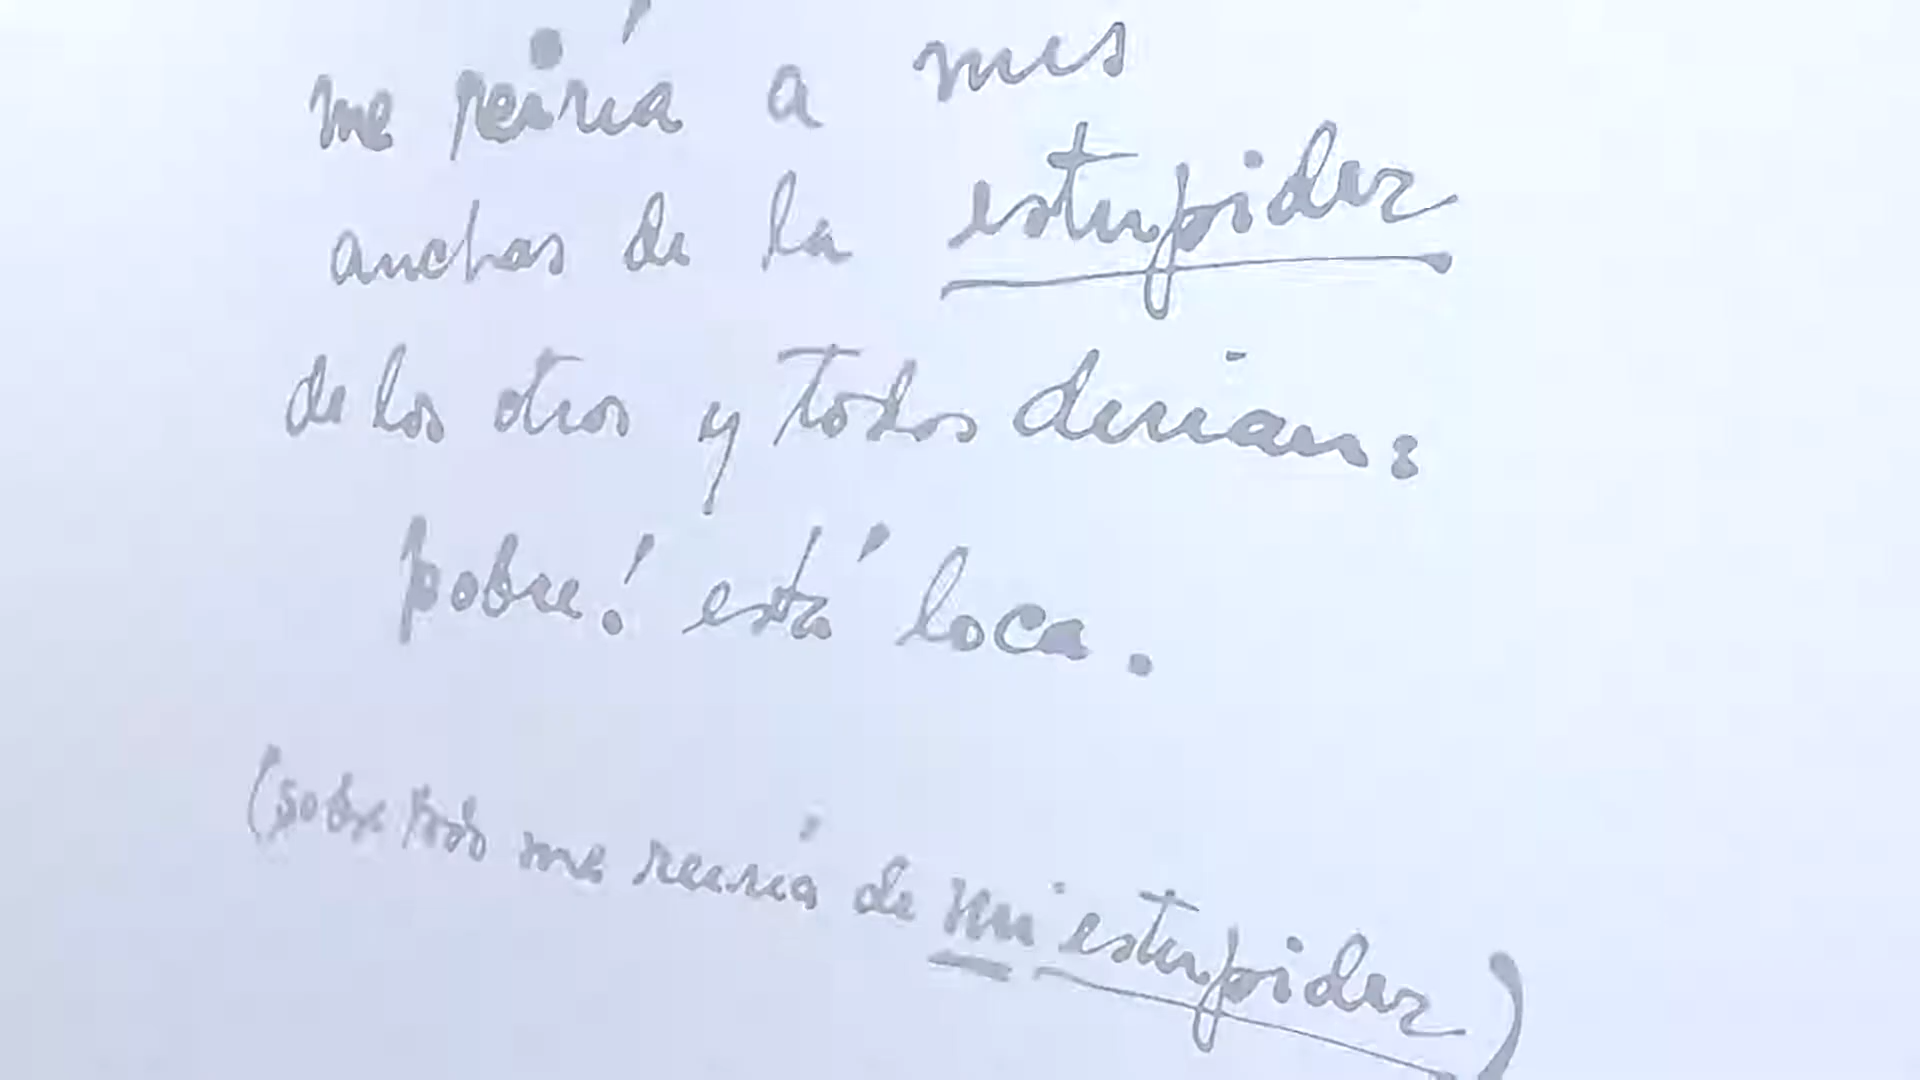 me reiría a mis
anchas de la estupidez
de los otros y todos dirían:
pobre! está loca.
(sobre todo me reiría de mi estupidez)